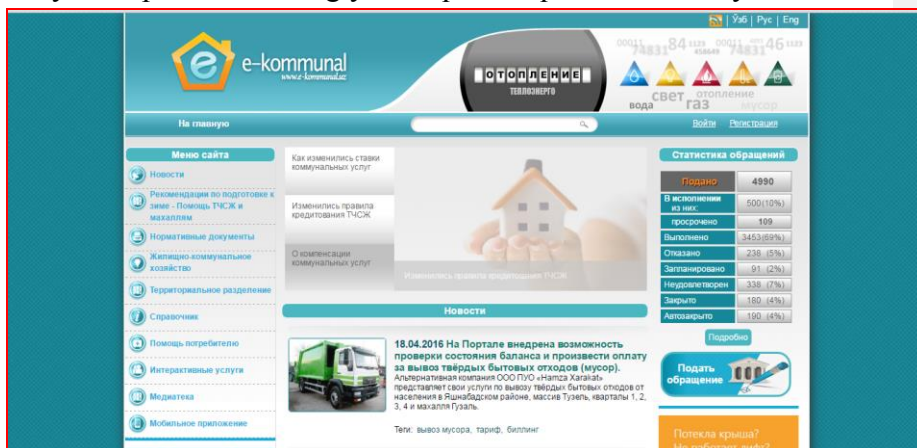 Ўзб | Рус | Eng
e-kommunal
www.e-kommunal.uz
ОТОПЛЕНИЕ
ТЕПЛОЭНЕРГО
вода свет газ отопление мусор
На главную
Войти Регистрация
Меню сайта
Новости
Рекомендации по подготовке к
зиме - Помощь ТЧСЖ и
махаллям
Нормативные документы
Жилищно-коммунальное
хозяйство
Территориальное разделение
Справочник
Помощь потребителю
Интерактивные услуги
Медиатека
Мобильное приложение
Как изменились ставки
коммунальных услуг
Изменились правила
кредитования ТЧСЖ
О компенсации
коммунальных услуг
Изменились правила кредитования ТЧСЖ
Новости
18.04.2016 На Портале внедрена возможность
проверки состояния баланса и произвести оплату
за вывоз твёрдых бытовых отходов (мусор).
Альтернативная компания ООО ПУО «Hamza Xarakat»
представляет свои услуги по вывозу твёрдых бытовых отходов от
населения в Яшнабадском районе, массив Тузель, квартaлы 1, 2,
3, 4 и махалля Гузаль.
Теги: вывоз мусора, тариф, биллинг
Статистика обращений
Подано 4990
В исполнении
из них: 500(10%)
просрочено 109
Выполнено 3453(69%)
Отказано 238 (5%)
Запланировано 91 (2%)
Неудовлетворен 338 (7%)
Закрыто 180 (4%)
Автозакрыто 190 (4%)
Подробно
Подать
обращение
Потекла крыша?
Не работает лифт?